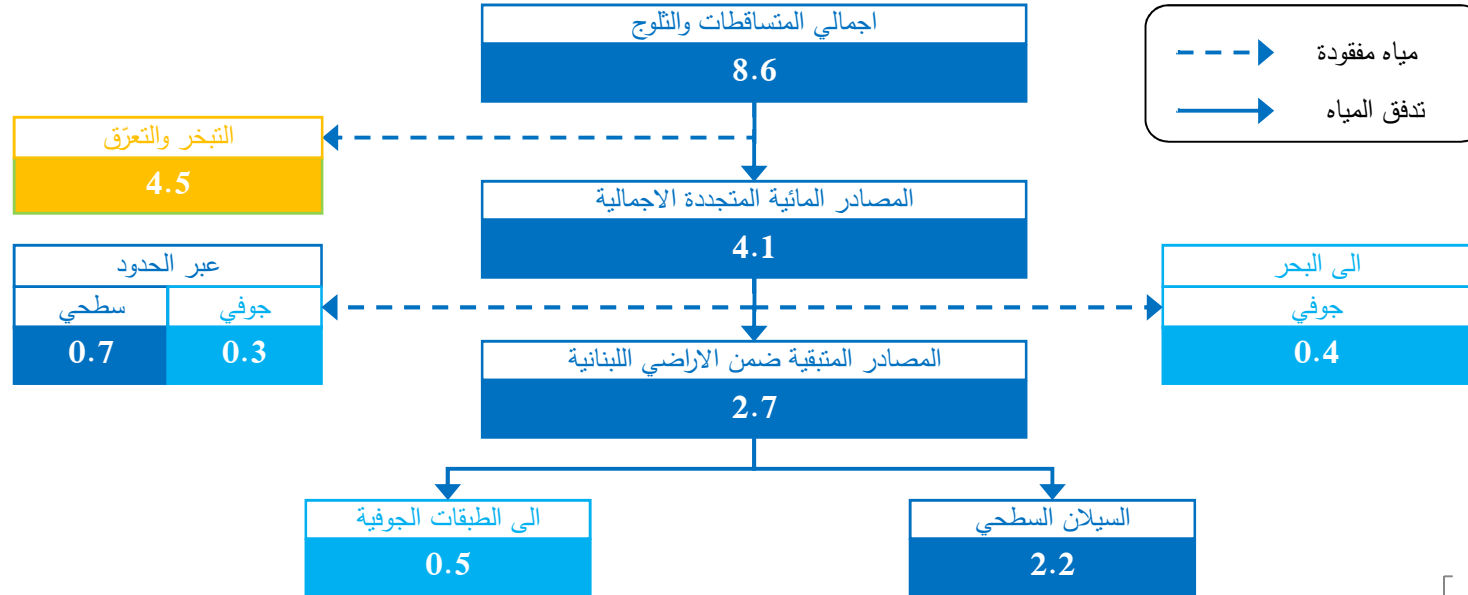 اجمالي المتساقطات والثلوج
8.6
مياه مفقودة
تدفق المياه
التبخر والتعرّق
4.5
المصادر المائية المتجددة الاجمالية
4.1
عبر الحدود
سطحي
جوفي
0.7
0.3
الى البحر
جوفي
0.4
المصادر المتبقية ضمن الاراضي اللبنانية
2.7
الى الطبقات الجوفية
0.5
السيلان السطحي
2.2